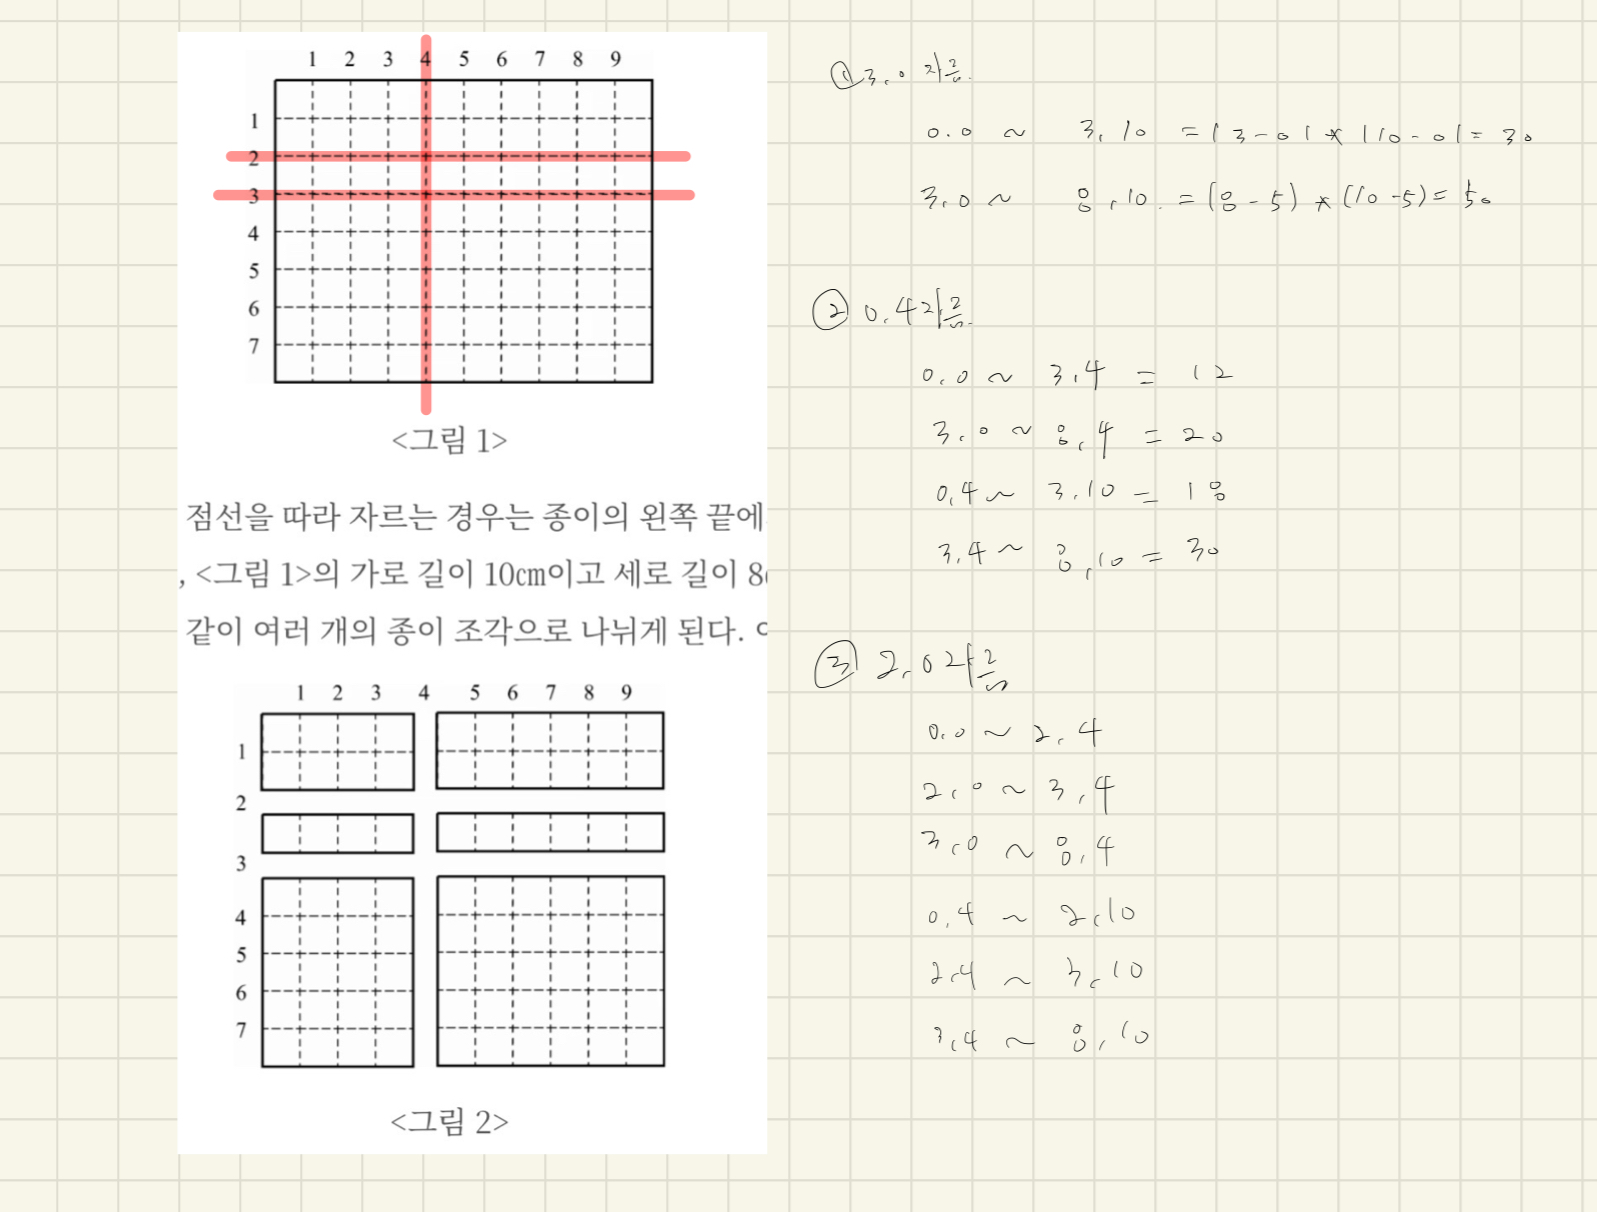 1 2 3 4 5 6 7 8 9
1
2
3
4
5
6
7
<그림 1>
점선을 따라 자르는 경우는 종이의 왼쪽 끝에
, <그림 1>의 가로 길이 10㎝이고 세로 길이 8
같이 여러 개의 종이 조각으로 나뉘게 된다.
1 2 3 4 5 6 7 8 9
1
2
3
4
5
6
7
<그림 2>
① 3,0 자름.
0.0 ~ 3,10 = |3-0| * |10-0| = 30
3,0 ~ 8,10. = (8-5) * (10-5) = 50
② 0,4 자름.
0,0 ~ 3,4 = 12
3,0 ~ 8,4 = 20
0,4 ~ 3,10 = 18
3,4 ~ 8,10 = 30
③ 2,0 자름
0,0 ~ 2,4
2,0 ~ 3,4
3,0 ~ 8,4
0,4 ~ 2,10
2,4 ~ 3,10
3,4 ~ 8,10